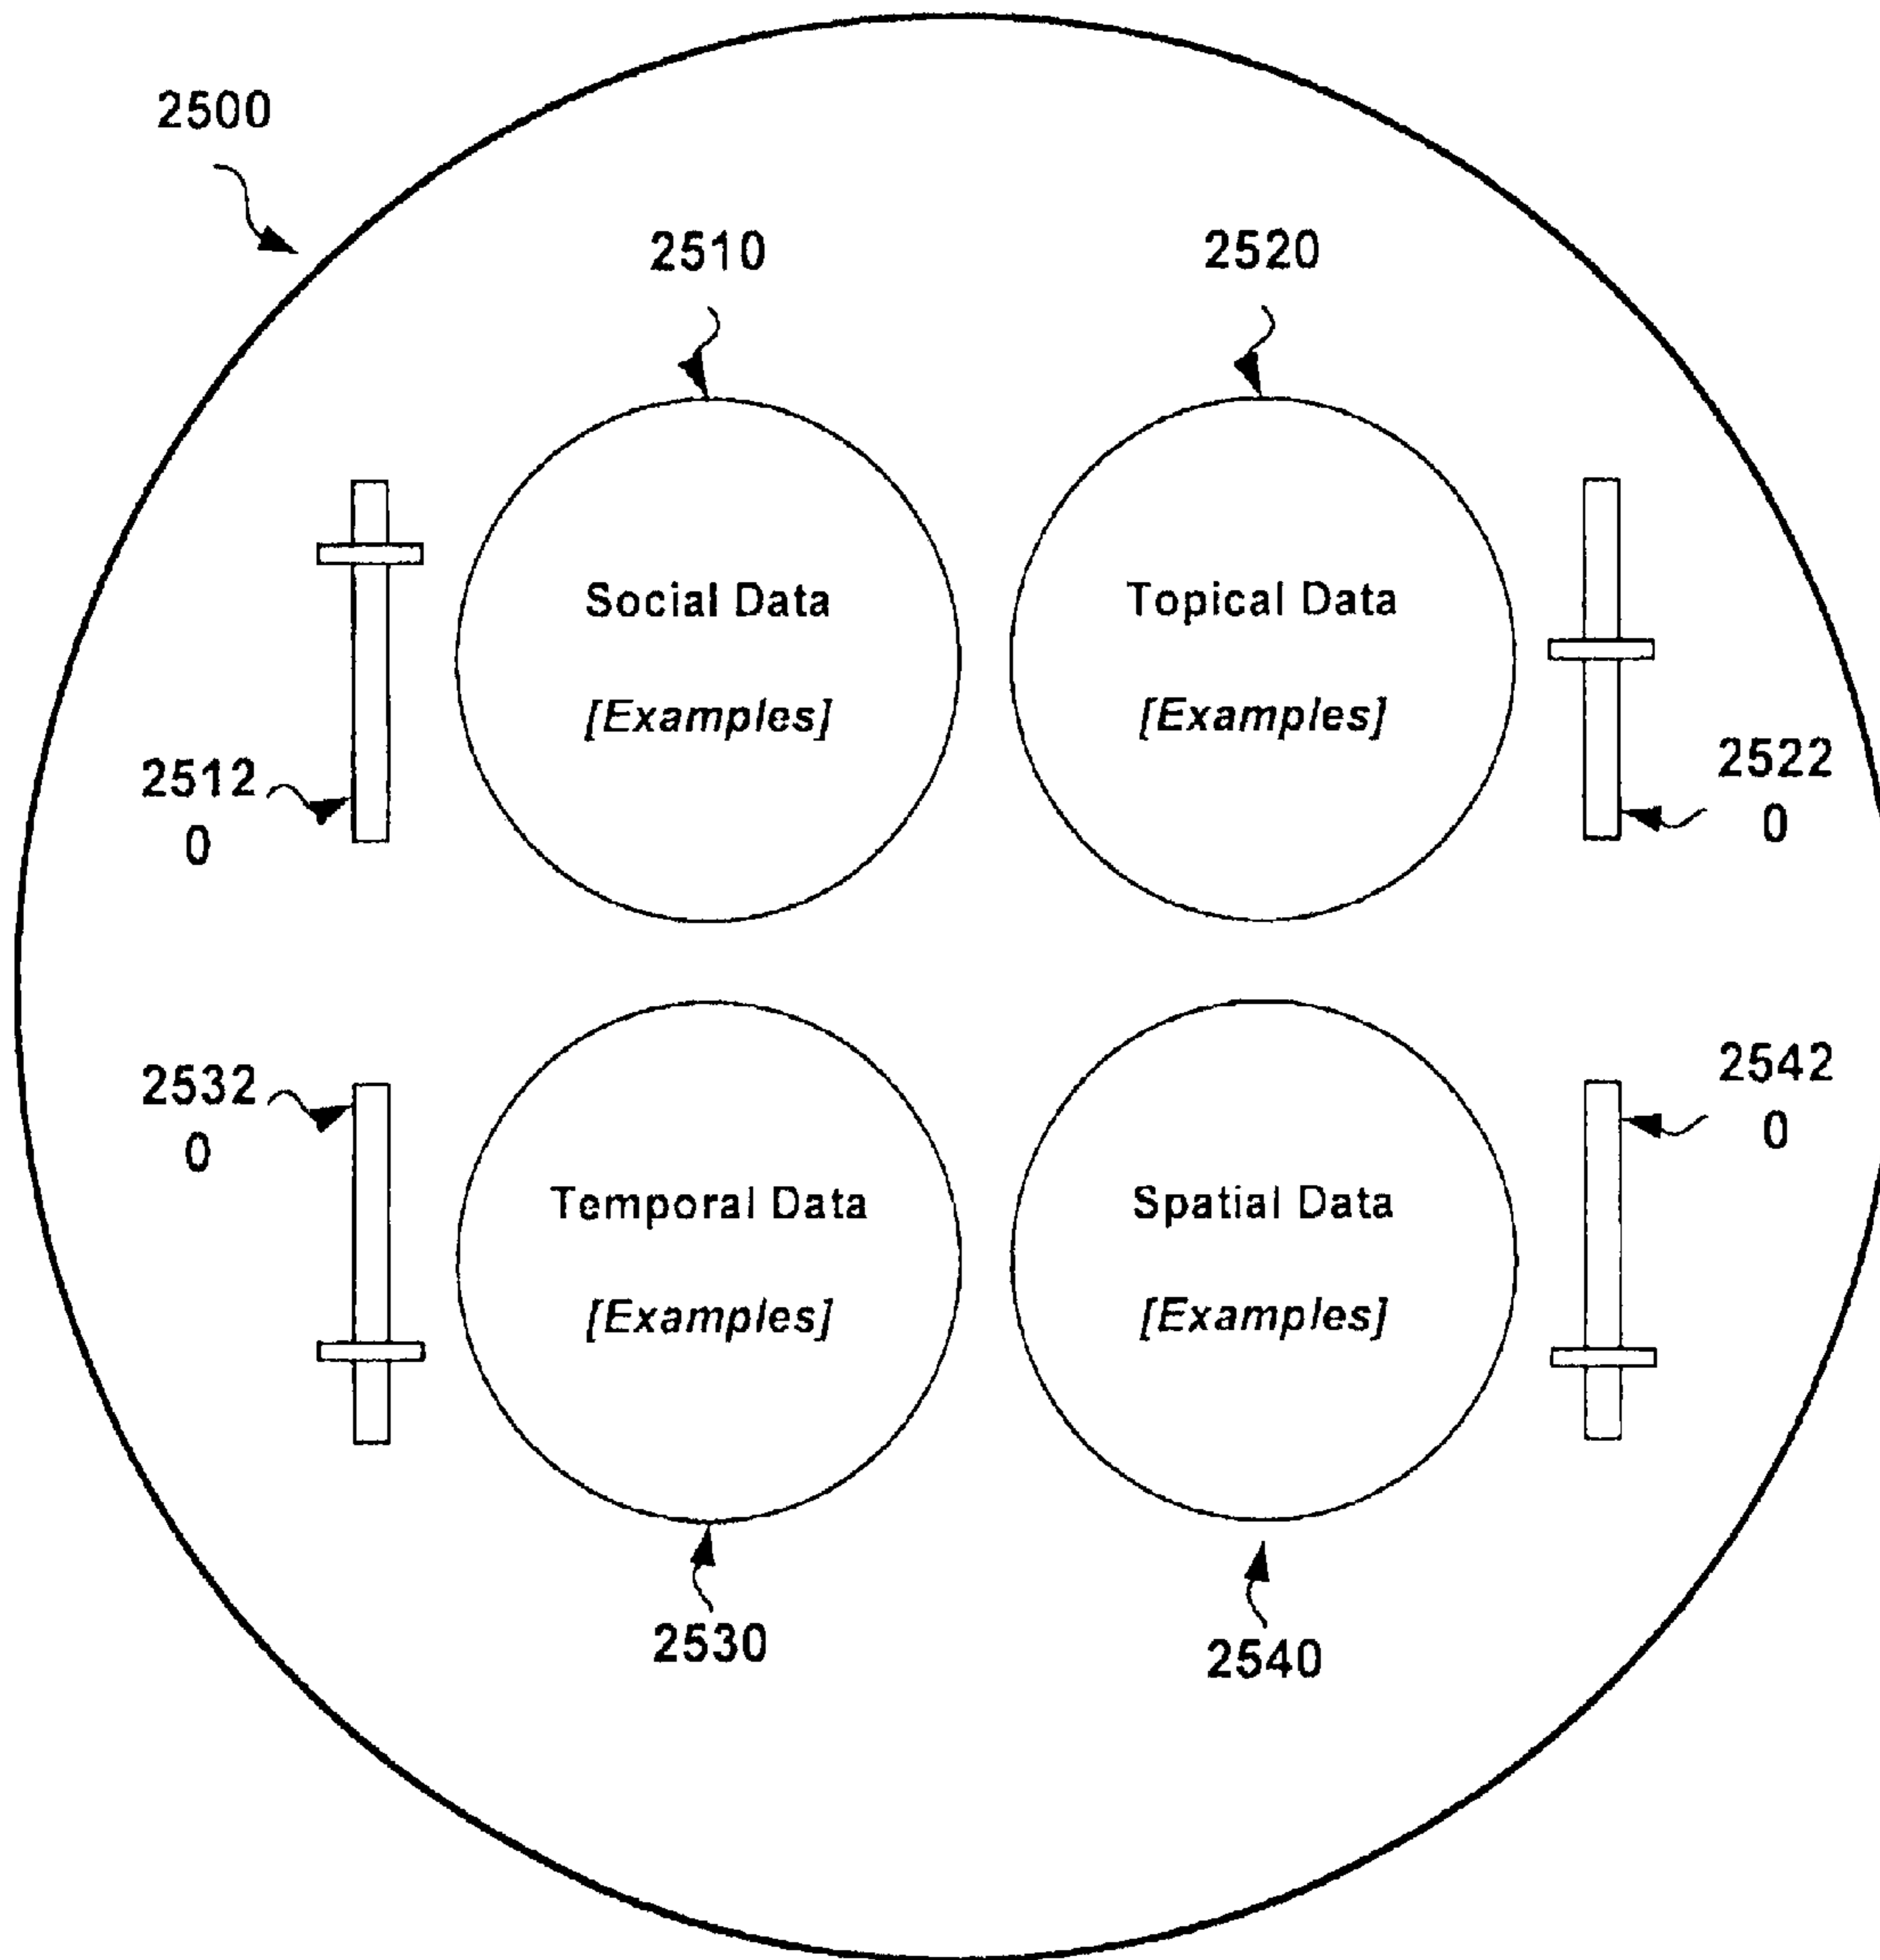 2500
2510
2520
Social Data
[Examples]
Topical Data
[Examples]
2512
0
2522
0
2532
0
2542
0
Temporal Data
[Examples]
Spatial Data
[Examples]
2530
2540